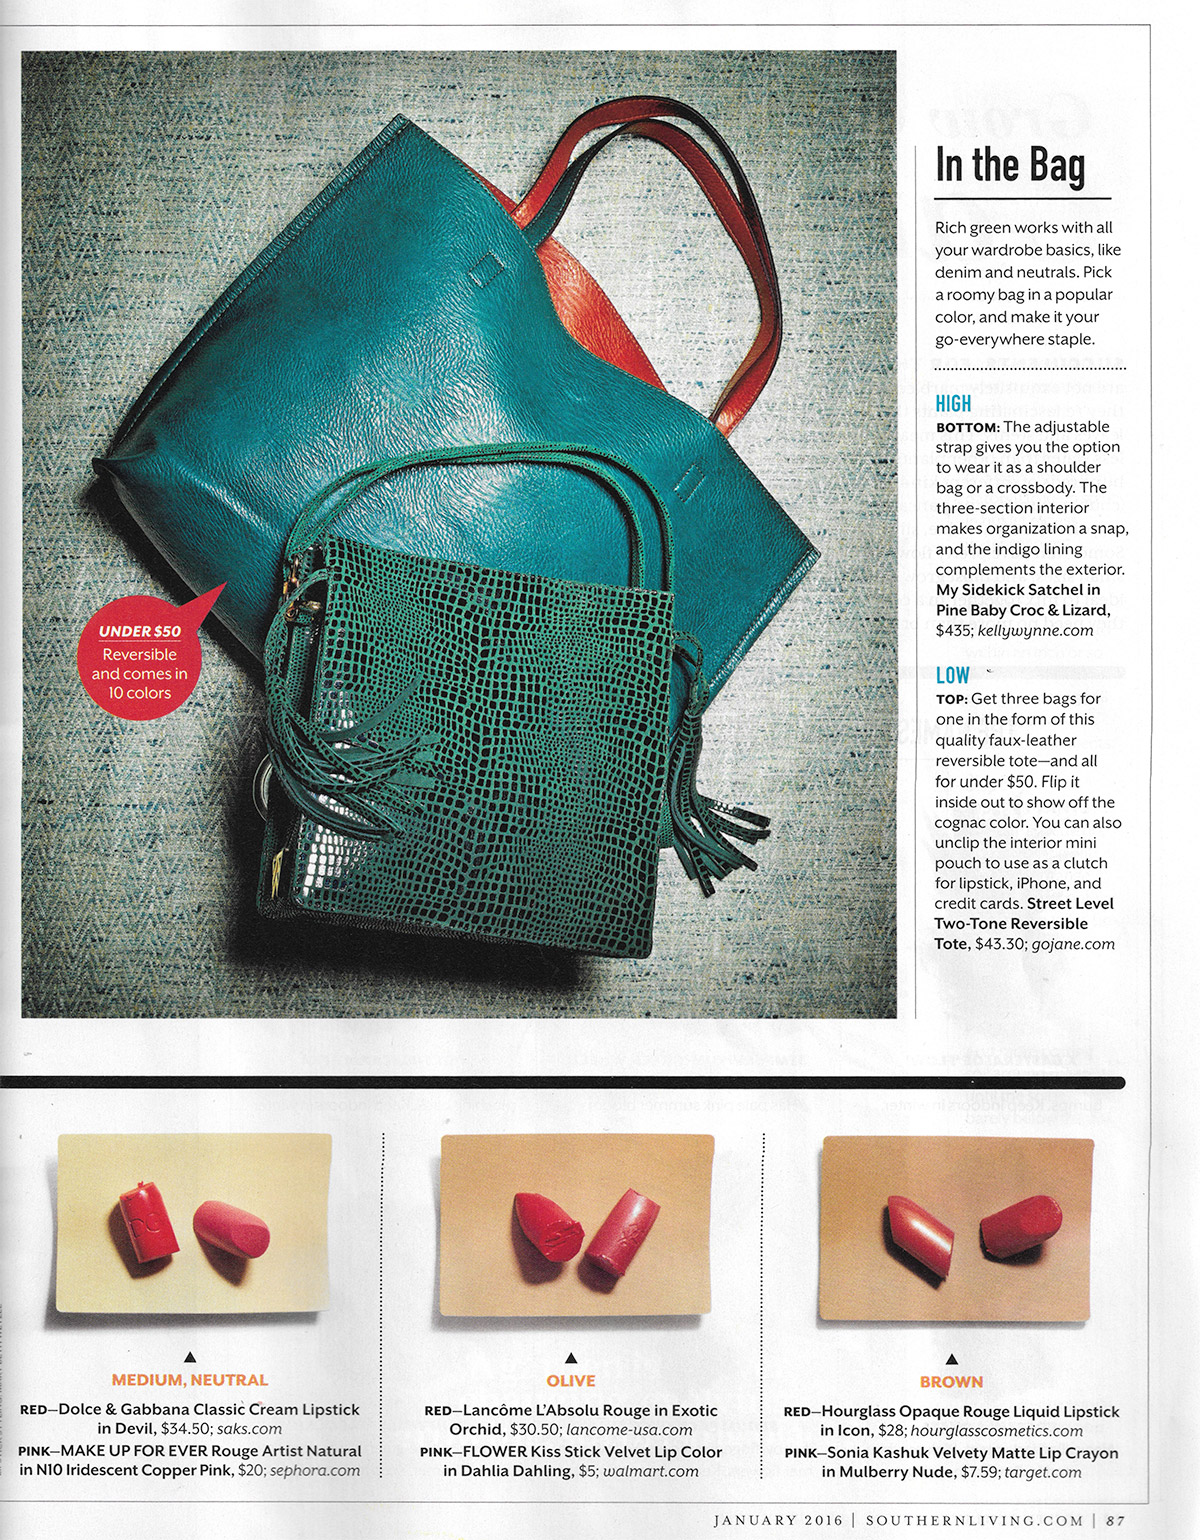 In the Bag
Rich green works with all
your wardrobe basics, like
denim and neutrals. Pick
a roomy bag in a popular
color, and make it your
go-everywhere staple.
HIGH
BOTTOM: The adjustable
strap gives you the option
to wear it as a shoulder
bag or a crossbody. The
three-section interior
makes organization a snap,
and the indigo lining
complements the exterior.
My Sidekick Satchel in
Pine Baby Croc & Lizard,
$435; kellywynne.com
LOW
TOP: Get three bags for
one in the form of this
quality faux-leather
reversible tote—and all
for under $50. Flip it
inside out to show off the
cognac color. You can also
unclip the interior mini
pouch to use as a clutch
for lipstick, iPhone, and
credit cards. Street Level
Two-Tone Reversible
Tote, $43.30; gojane.com
UNDER $50
Reversible
and comes in
10 colors
MEDIUM, NEUTRAL
RED—Dolce & Gabbana Classic Cream Lipstick
in Devil, $34.50; saks.com
PINK—MAKE UP FOR EVER Rouge Artist Natural
in N10 Iridescent Copper Pink, $20; sephora.com
OLIVE
RED—Lancôme L'Absolu Rouge in Exotic
Orchid, $30.50; lancome-usa.com
PINK—FLOWER Kiss Stick Velvet Lip Color
in Dahlia Dahling, $5; walmart.com
BROWN
RED—Hourglass Opaque Rouge Liquid Lipstick
in Icon, $28; hourglasscosmetics.com
PINK—Sonia Kashuk Velvety Matte Lip Crayon
in Mulberry Nude, $7.59; target.com
JANUARY 2016 | SOUTHERNLIVING.COM | 87